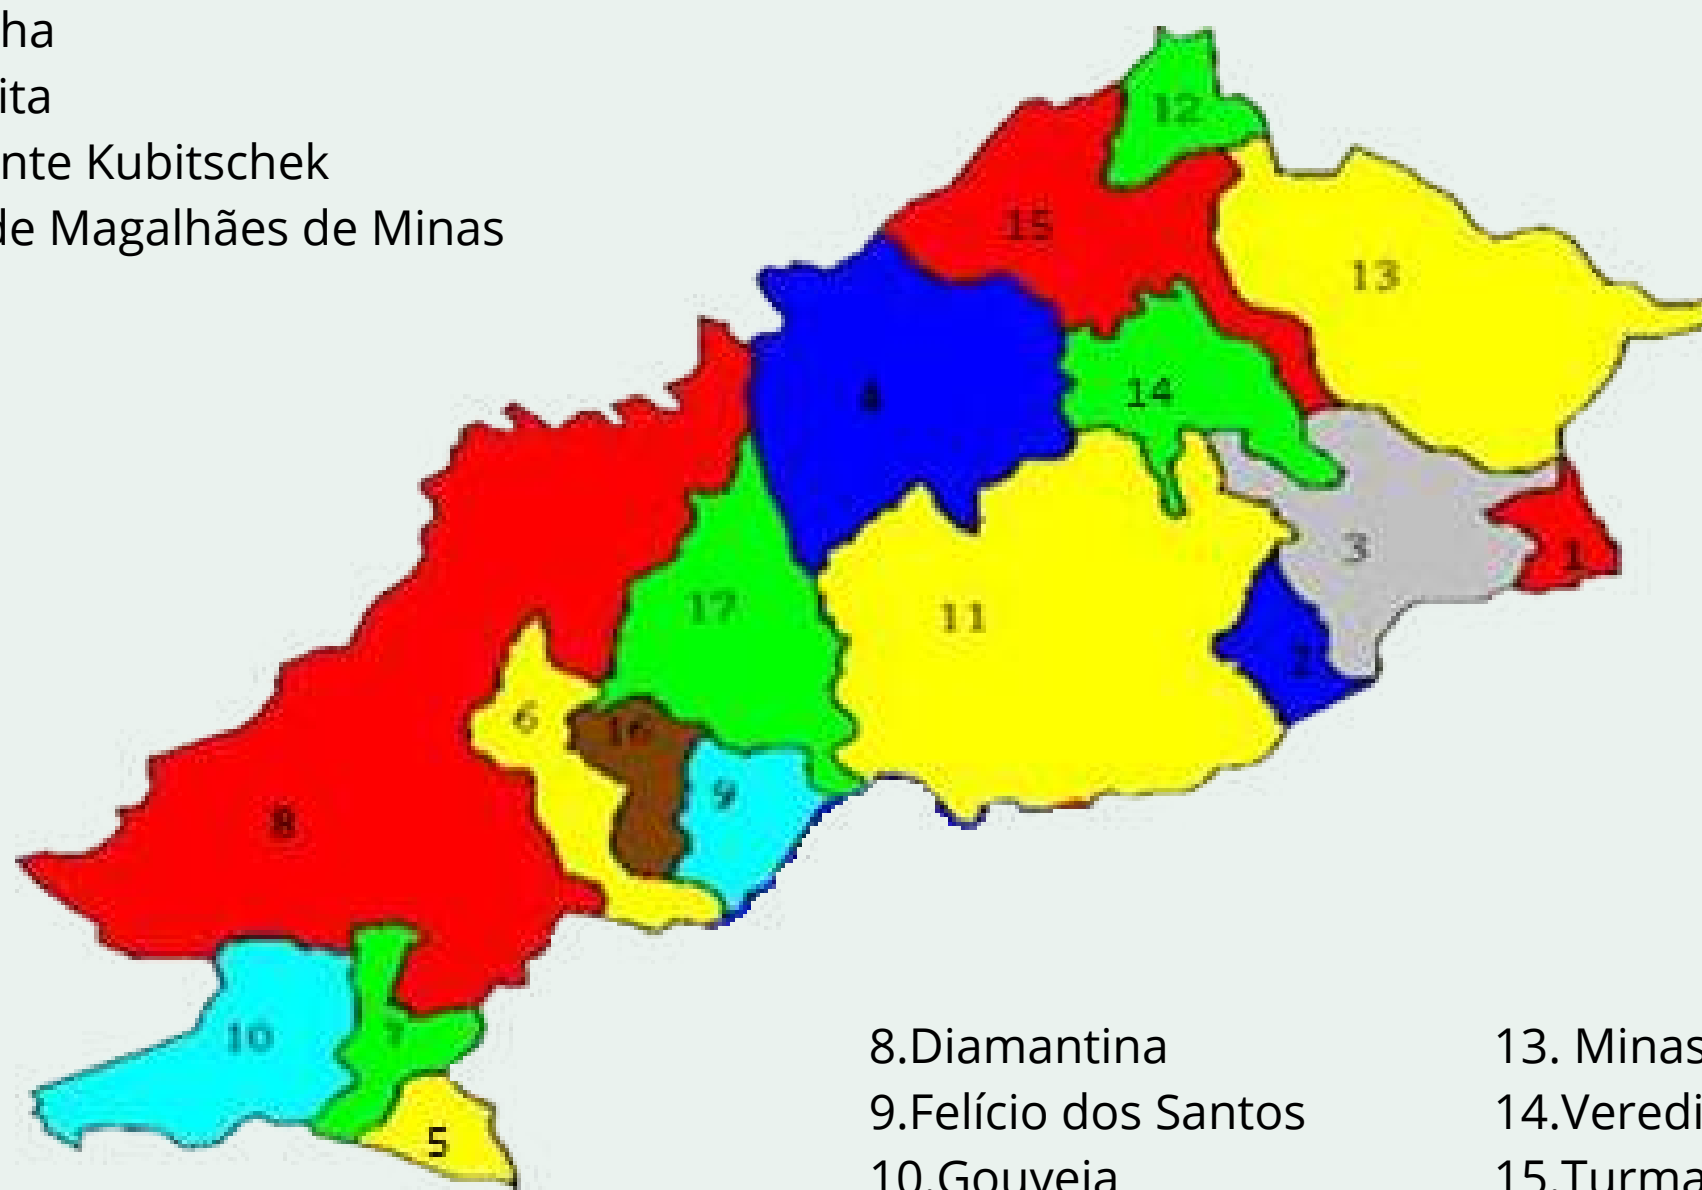 ha
ita
nte Kubitschek
de Magalhães de Minas
12
15
13
4
14
3
1
17
11
2
6
16
9
8
10
7
5
8.Diamantina
9.Felício dos Santos
10.Gouveia
13. Minas
14.Veredi
15.Turma